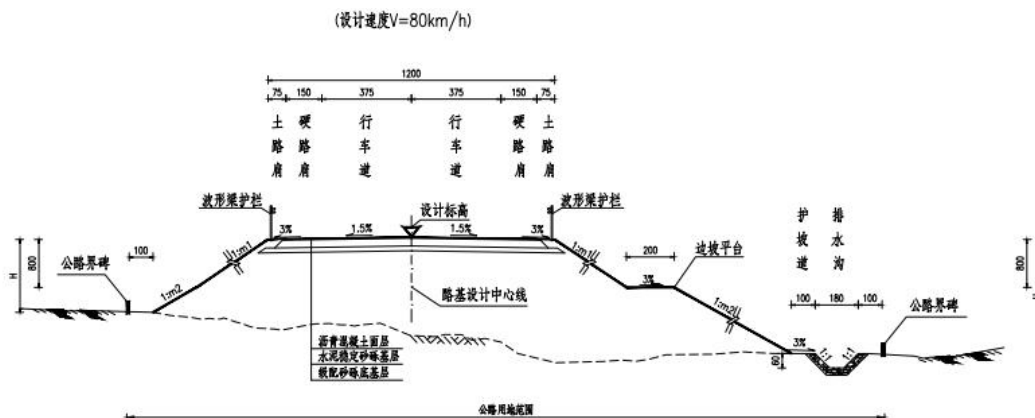 (设计速度V=80km/h)
1200
75 150 375 375 150 75
土路肩 硬路肩 行车道 行车道 硬路肩 土路肩
波形梁护栏 设计标高 波形梁护栏
护坡道 排水沟
3% 1.5% 1.5% 3%
100 1:m1 1:m1 200 边坡平台
H 800 800 H
公路界碑 1:m2 3%
路基设计中心线 1:m2 100 180 100 公路界碑
沥青混凝土面层
水泥稳定砂砾基层
级配砂砾底基层
3% 60 1:1 1:1
公路用地范围